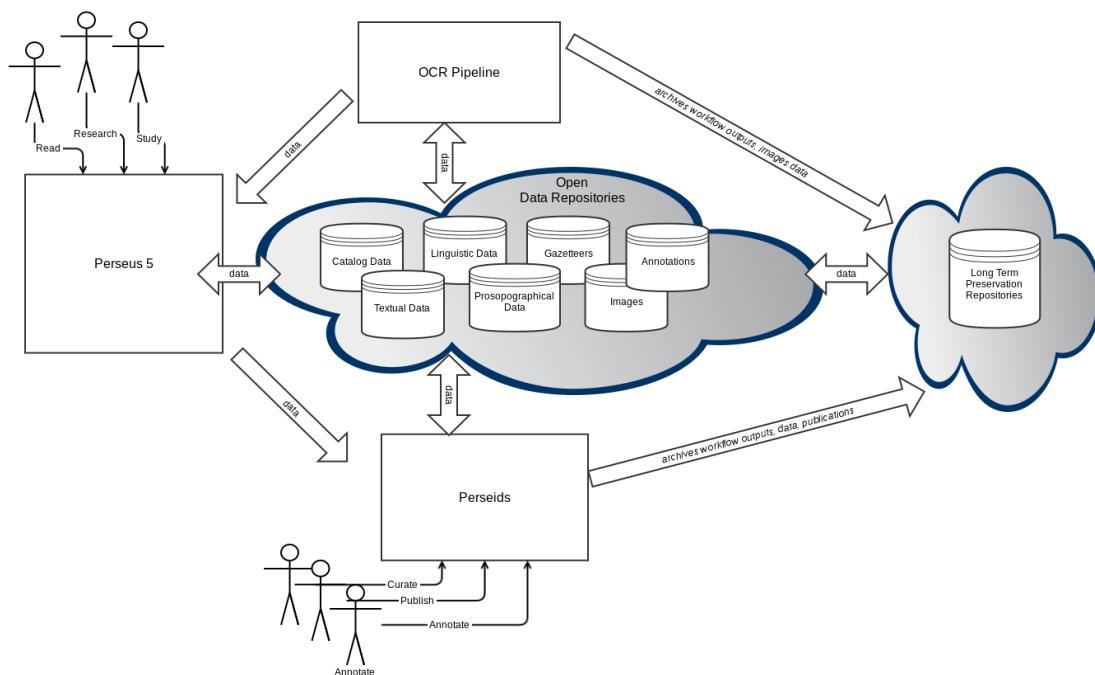 OCR Pipeline
archives workflow outputs, images data
Read
Research
Study
data
data
Open
Data Repositories
Perseus 5
data
Catalog Data
Linguistic Data
Gazetteers
Annotations
Textual Data
Prosopographical
Data
Images
data
Long Term
Preservation
Repositories
data
data
archives workflow outputs, data, publications
Perseids
Curate
Publish
Annotate
Annotate